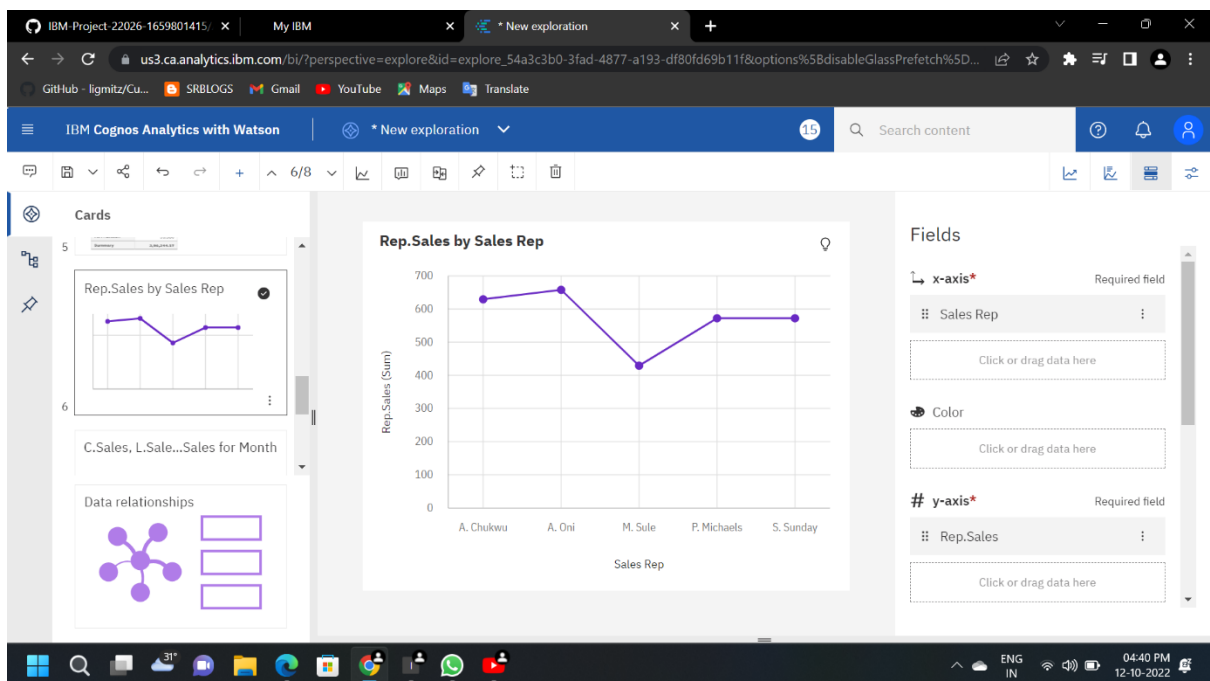 IBM-Project-22026-1659801415/
My IBM
* New exploration
us3.ca.analytics.ibm.com/bi/?perspective=explore&id=explore_54a3c3b0-3fad-4877-a193-df80fd69b11f&options%5BdisableGlassPrefetch%5D...
GitHub - ligmitz/Cu...
SRBLOGS
Gmail
YouTube
Maps
Translate
IBM Cognos Analytics with Watson
* New exploration
15
Search content
6/8
Cards
5
Summary
Rep.Sales by Sales Rep
6
C.Sales, L.Sale...Sales for Month
Data relationships
Rep.Sales by Sales Rep
700
600
500
400
300
200
100
0
Rep.Sales (Sum)
A. Chukwu
A. Oni
M. Sule
P. Michaels
S. Sunday
Sales Rep
Fields
x-axis*
Required field
Sales Rep
Click or drag data here
Color
Click or drag data here
# y-axis*
Required field
Rep.Sales
Click or drag data here
31°
ENG
IN
04:40 PM
12-10-2022